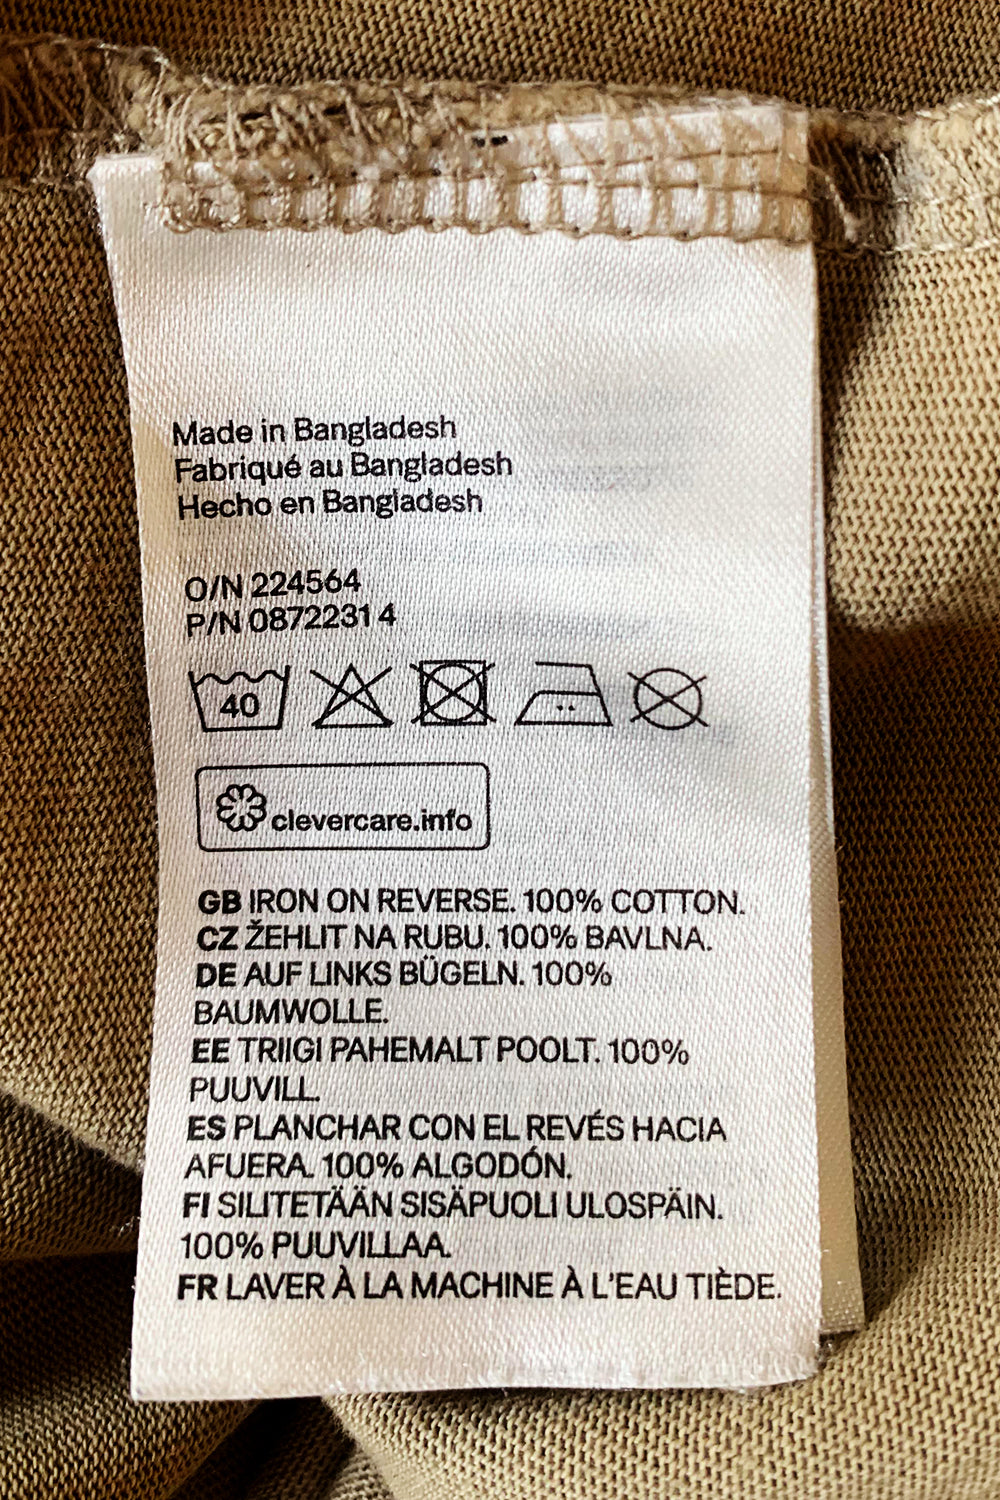 Made in Bangladesh
Fabriqué au Bangladesh
Hecho en Bangladesh
O/N 224564
P/N 08722314
40
clevercare.info
GB IRON ON REVERSE. 100% COTTON.
CZ ŽEHLIT NA RUBU. 100% BAVLNA.
DE AUF LINKS BÜGELN. 100%
BAUMWOLLE.
EE TRIIGI PAHEMALT POOLT. 100%
PUUVILL.
ES PLANCHAR CON EL REVÉS HACIA
AFUERA. 100% ALGODÓN.
FI SILITETÄÄN SISÄPUOLI ULOSPÄIN.
100% PUUVILLAA.
FR LAVER À LA MACHINE À L'EAU TIÈDE.